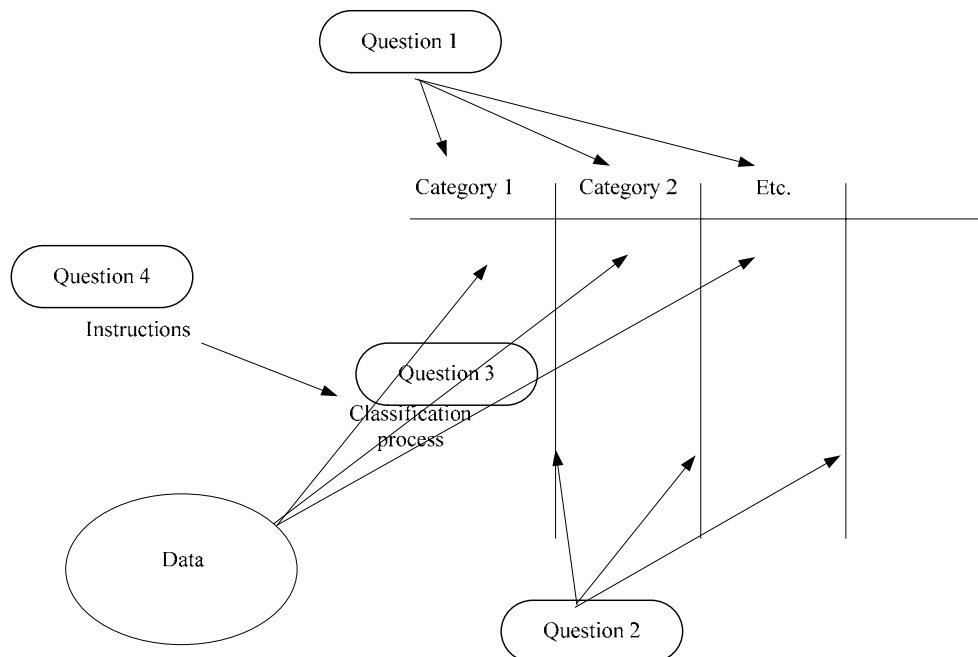 Question 1
Category 1
Category 2
Etc.
Question 4
Instructions
Question 3
Classification
process
Data
Question 2